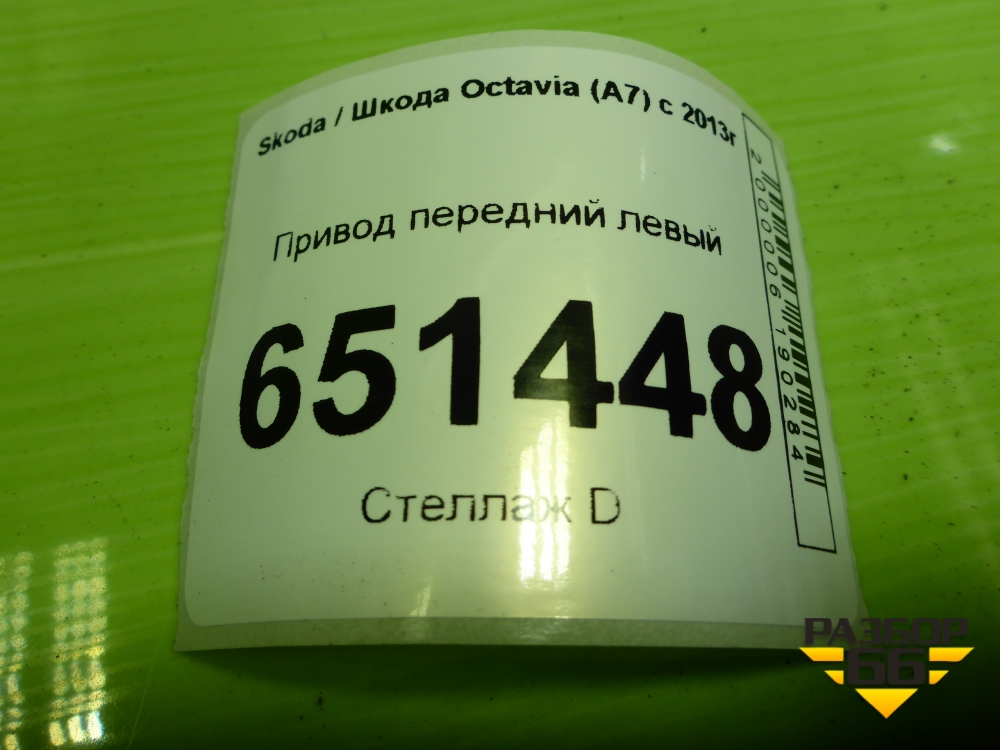 Skoda / Шкода Octavia (A7) с 2013г
Привод передний левый
651448
Стеллаж D
2000006190284
РАЗБОР
66